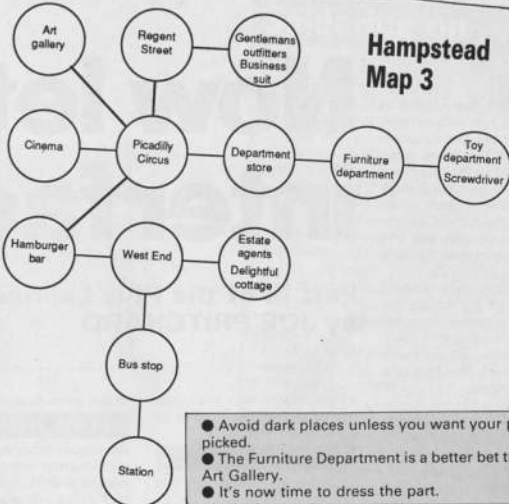 Hampstead
Map 3
Art
gallery
Regent
Street
Gentlemans
outfitters
Business
suit
Cinema
Picadilly
Circus
Department
store
Furniture
department
Toy
department
Screwdriver
Hamburger
bar
West End
Estate
agents
Delightful
cottage
Bus stop
Station
● Avoid dark places unless you want your
picked.
● The Furniture Department is a better bet
Art Gallery.
● It's now time to dress the part.